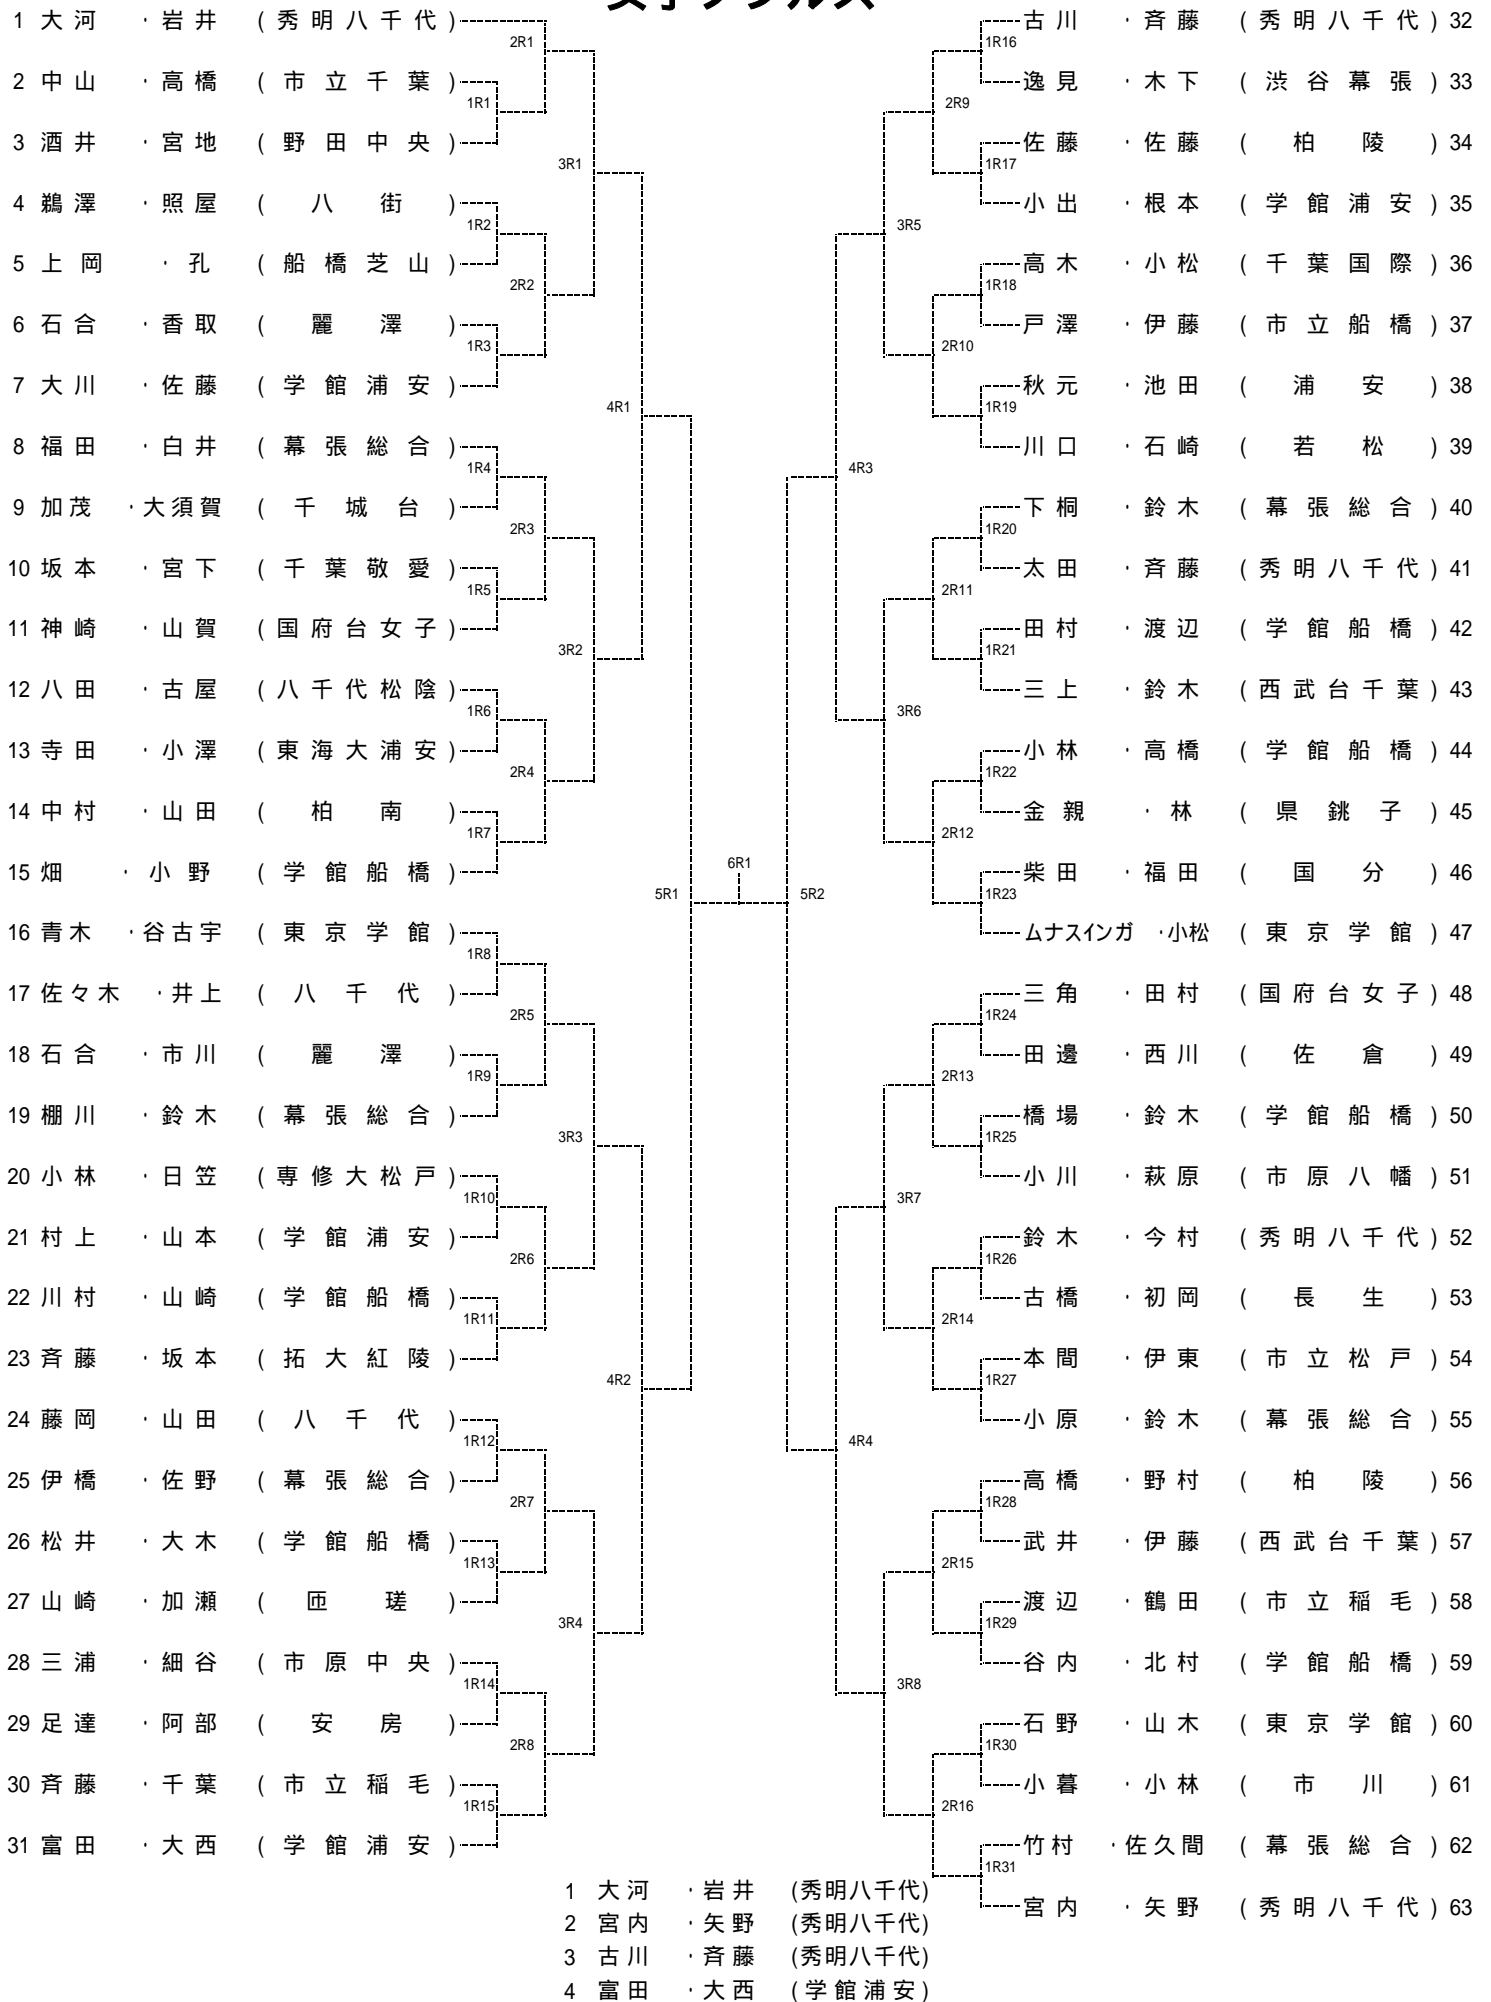 女子ダブルス
1 大河 ・岩井 (秀明八千代)
2 中山 ・高橋 (市立千葉)
3 酒井 ・宮地 (野田中央)
4 鵜澤 ・照屋 (八街)
5 上岡 ・孔 (船橋芝山)
6 石合 ・香取 (麗澤)
7 大川 ・佐藤 (学館浦安)
8 福田 ・白井 (幕張総合)
9 加茂 ・大須賀 (千城台)
10 坂本 ・宮下 (千葉敬愛)
11 神崎 ・山賀 (国府台女子)
12 八田 ・古屋 (八千代松陰)
13 寺田 ・小澤 (東海大浦安)
14 中村 ・山田 (柏南)
15 畑 ・小野 (学館船橋)
16 青木 ・谷古宇 (東京学館)
17 佐々木 ・井上 (八千代)
18 石合 ・市川 (麗澤)
19 棚川 ・鈴木 (幕張総合)
20 小林 ・日笠 (専修大松戸)
21 村上 ・山本 (学館浦安)
22 川村 ・山崎 (学館船橋)
23 斉藤 ・坂本 (拓大紅陵)
24 藤岡 ・山田 (八千代)
25 伊橋 ・佐野 (幕張総合)
26 松井 ・大木 (学館船橋)
27 山崎 ・加瀬 (匝瑳)
28 三浦 ・細谷 (市原中央)
29 足達 ・阿部 (安房)
30 斉藤 ・千葉 (市立稲毛)
31 富田 ・大西 (学館浦安)
1R1
1R2
1R3
1R4
1R5
1R6
1R7
1R8
1R9
1R10
1R11
1R12
1R13
1R14
1R15
2R1
2R2
2R3
2R4
2R5
2R6
2R7
2R8
3R1
3R2
3R3
3R4
4R1
4R2
5R1
6R1
5R2
4R3
4R4
3R5
3R6
3R7
3R8
2R9
2R10
2R11
2R12
2R13
2R14
2R15
2R16
1R16
1R17
1R18
1R19
1R20
1R21
1R22
1R23
1R24
1R25
1R26
1R27
1R28
1R29
1R30
1R31
古川 ・斉藤 (秀明八千代) 32
逸見 ・木下 (渋谷幕張) 33
佐藤 ・佐藤 (柏陵) 34
小出 ・根本 (学館浦安) 35
高木 ・小松 (千葉国際) 36
戸澤 ・伊藤 (市立船橋) 37
秋元 ・池田 (浦安) 38
川口 ・石崎 (若松) 39
下桐 ・鈴木 (幕張総合) 40
太田 ・斉藤 (秀明八千代) 41
田村 ・渡辺 (学館船橋) 42
三上 ・鈴木 (西武台千葉) 43
小林 ・高橋 (学館船橋) 44
金親 ・林 (県銚子) 45
柴田 ・福田 (国分) 46
ムナスインガ ・小松 (東京学館) 47
三角 ・田村 (国府台女子) 48
田邊 ・西川 (佐倉) 49
橋場 ・鈴木 (学館船橋) 50
小川 ・萩原 (市原八幡) 51
鈴木 ・今村 (秀明八千代) 52
古橋 ・初岡 (長生) 53
本間 ・伊東 (市立松戸) 54
小原 ・鈴木 (幕張総合) 55
高橋 ・野村 (柏陵) 56
武井 ・伊藤 (西武台千葉) 57
渡辺 ・鶴田 (市立稲毛) 58
谷内 ・北村 (学館船橋) 59
石野 ・山木 (東京学館) 60
小暮 ・小林 (市川) 61
竹村 ・佐久間 (幕張総合) 62
宮内 ・矢野 (秀明八千代) 63
1 大河 ・岩井 (秀明八千代)
2 宮内 ・矢野 (秀明八千代)
3 古川 ・斉藤 (秀明八千代)
4 富田 ・大西 (学館浦安)